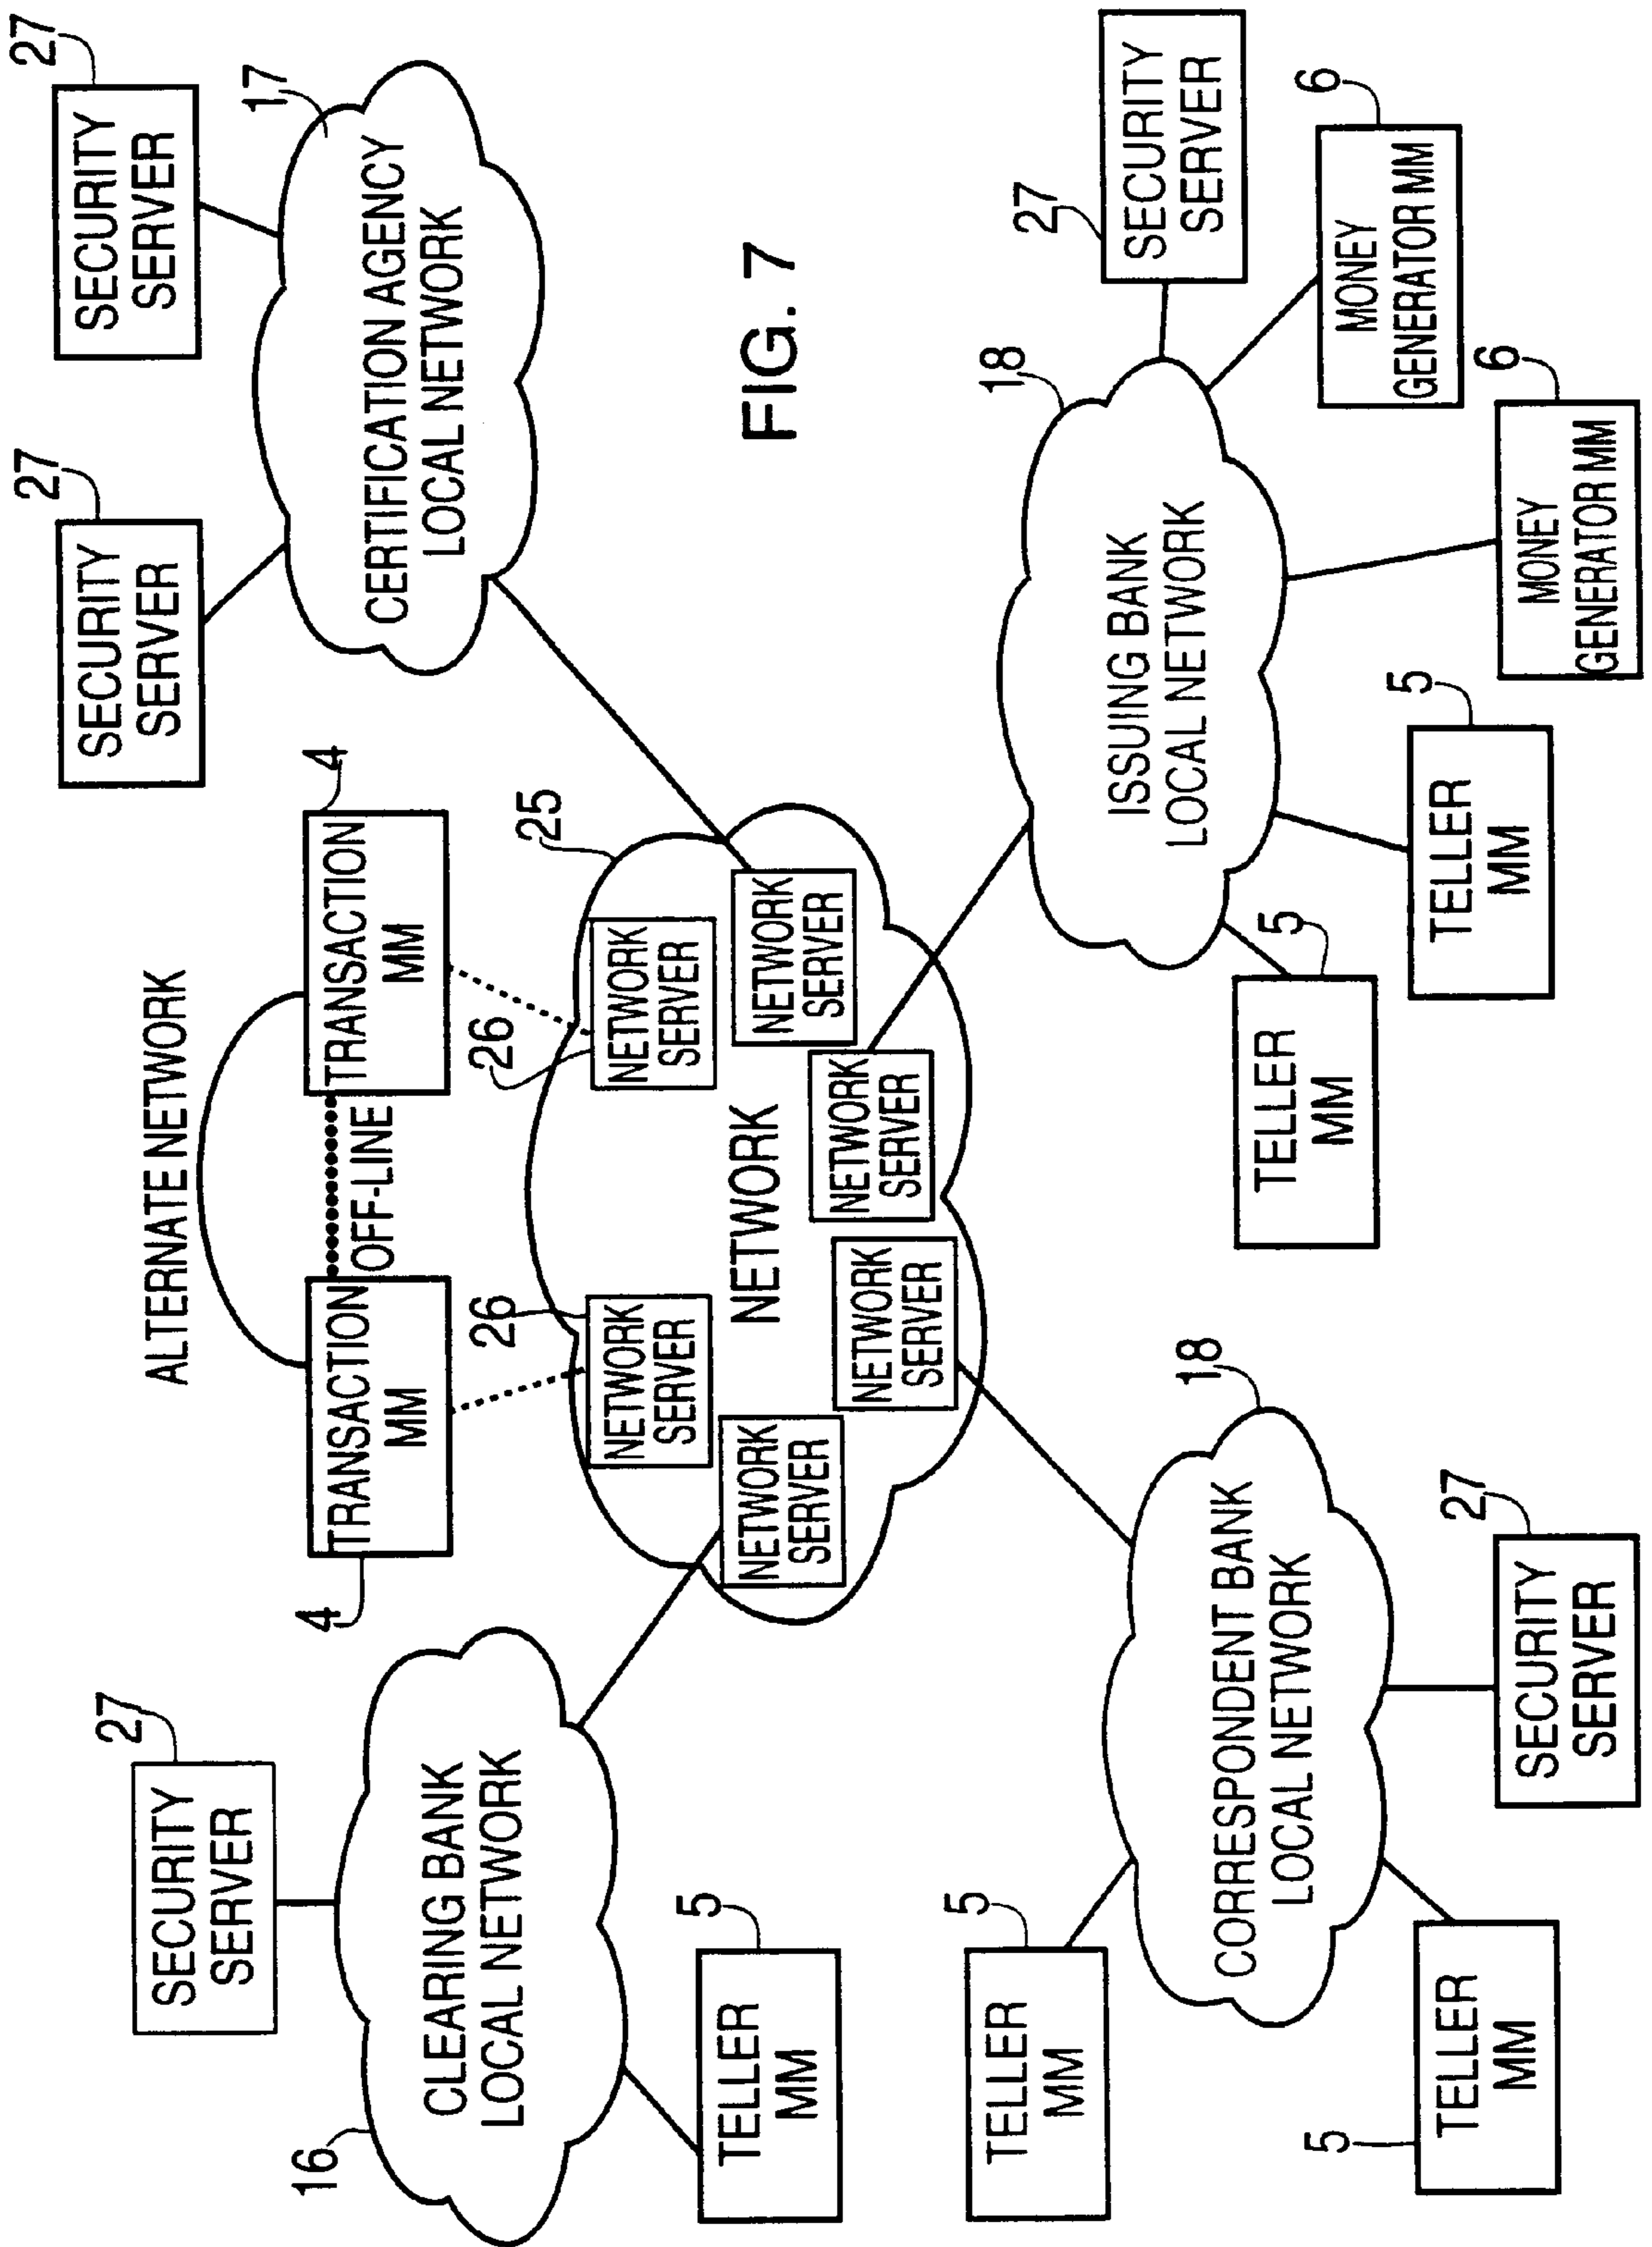 27
SECURITY
SERVER
16
CLEARING BANK
LOCAL NETWORK
TELLER
MM
5
ALTERNATE NETWORK
4
TRANSACTION
MM
OFF-LINE
TRANSACTION
MM
4
26
NETWORK
SERVER
26
NETWORK
SERVER
25
NETWORK
NETWORK
SERVER
NETWORK
SERVER
NETWORK
SERVER
NETWORK
SERVER
27
SECURITY
SERVER
27
SECURITY
SERVER
17
CERTIFICATION AGENCY
LOCAL NETWORK
FIG. 7
5
TELLER
MM
18
CORRESPONDENT BANK
LOCAL NETWORK
5
TELLER
MM
27
SECURITY
SERVER
18
ISSUING BANK
LOCAL NETWORK
27
SECURITY
SERVER
5
TELLER
MM
5
TELLER
MM
6
MONEY
GENERATOR MM
6
MONEY
GENERATOR MM